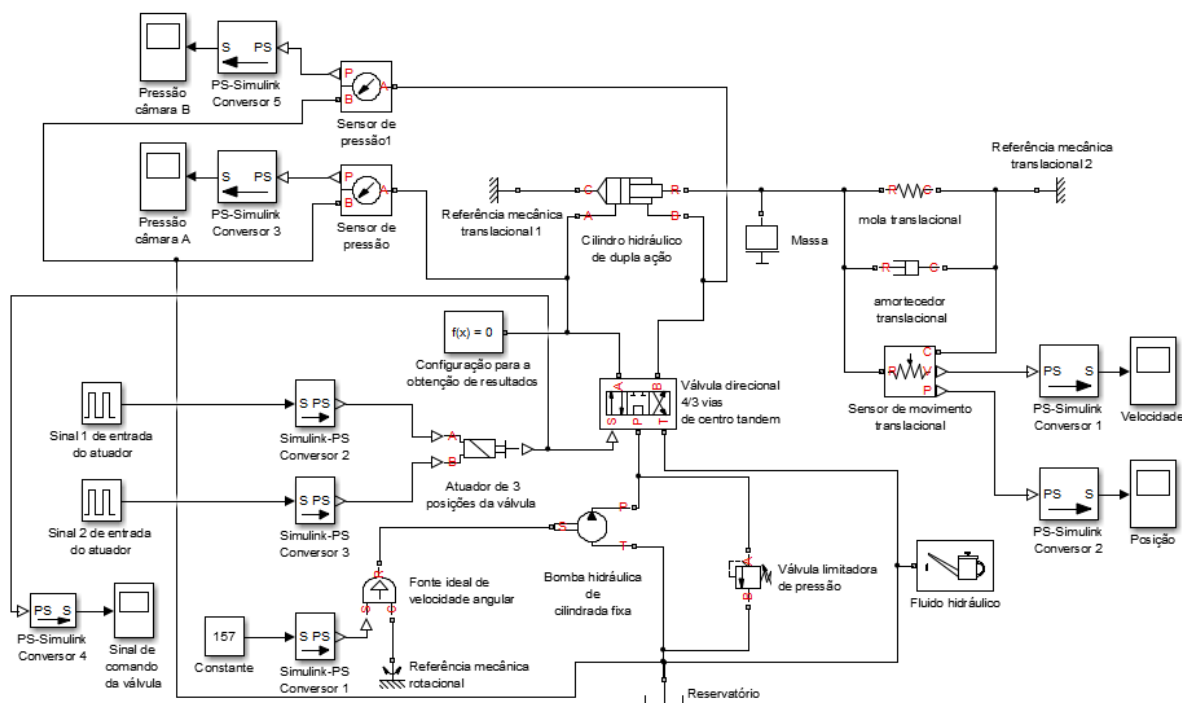 S PS
Pressão
câmara B
PS-Simulink
Conversor 5
P
B
A
Sensor de
pressão1
S PS
Pressão
câmara A
PS-Simulink
Conversor 3
P
B
A
Sensor de
pressão
C
R
A
B
Referência mecânica
translacional 1
Cilindro hidráulico
de dupla ação
Massa
Referência mecânica
translacional 2
R
C
mola translacional
R
C
amortecedor
translacional
f(x) = 0
Configuração para a
obtenção de resultados
A
B
S
P
T
Válvula direcional
4/3 vias
de centro tandem
C
R
V
P
Sensor de movimento
translacional
PS S
PS-Simulink
Conversor 1
Velocidade
Sinal 1 de entrada
do atuador
S PS
Simulink-PS
Conversor 2
A
B
Atuador de 3
posições da válvula
Sinal 2 de entrada
do atuador
S PS
Simulink-PS
Conversor 3
PS S
PS-Simulink
Conversor 2
Posição
S
P
T
Bomba hidráulica
de
cilindrada fixa
A
B
Válvula limitadora
de pressão
Fluido hidráulico
R
S
C
Fonte ideal de
velocidade angular
PS S
PS-Simulink
Conversor 4
Sinal de
comando
da válvula
157
Constante
S PS
Simulink-PS
Conversor 1
Referência mecânica
rotacional
Reservatório